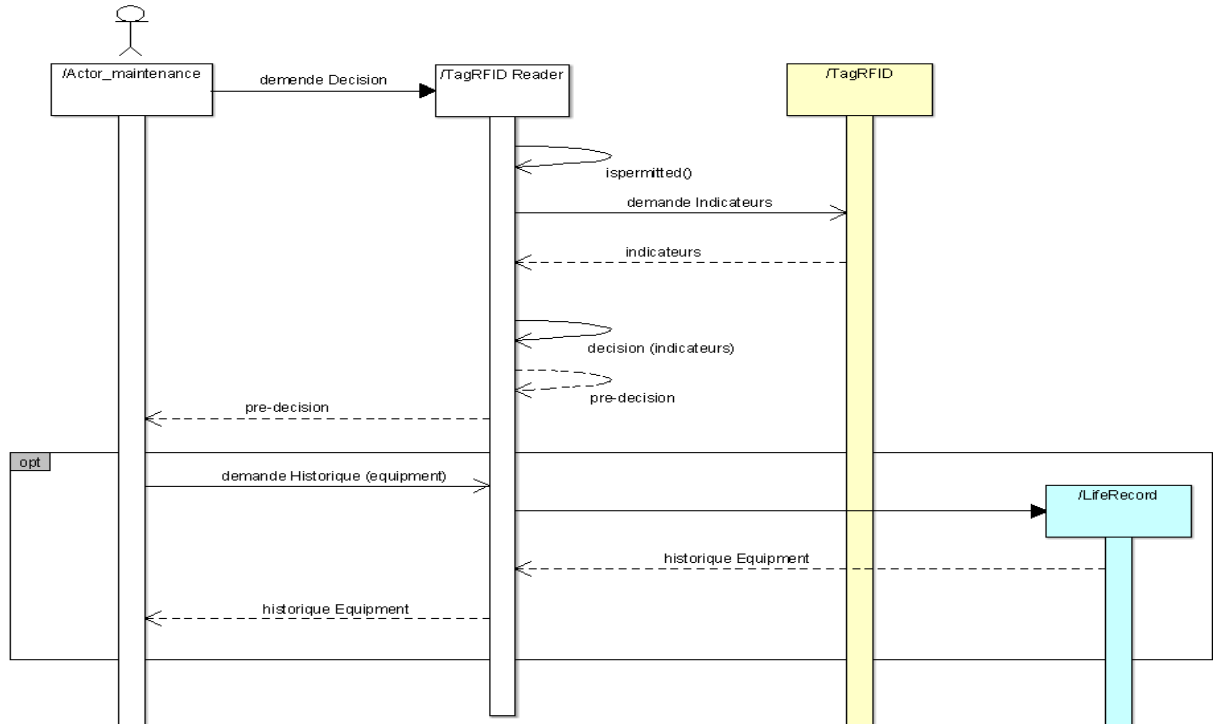 /Actor_maintenance
demende Decision
/TagRFID Reader
/TagRFID
ispermitted()
demande Indicateurs
indicateurs
decision (indicateurs)
pre-decision
pre-decision
opt
demande Historique (equipment)
/LifeRecord
historique Equipment
historique Equipment